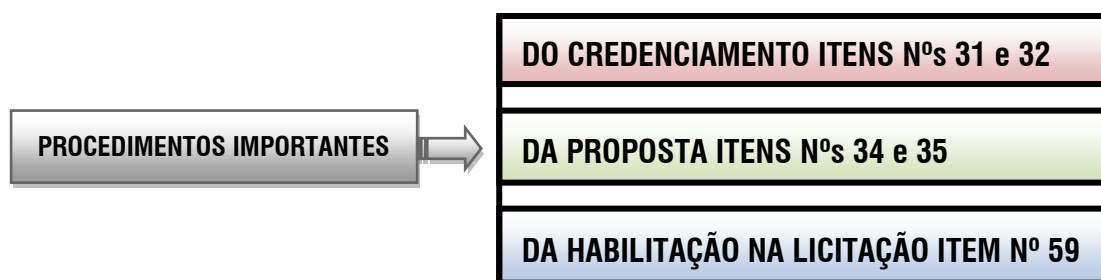 PROCEDIMENTOS IMPORTANTES
DO CREDENCIAMENTO ITENS Nºs 31 e 32
DA PROPOSTA ITENS Nºs 34 e 35
DA HABILITAÇÃO NA LICITAÇÃO ITEM Nº 59